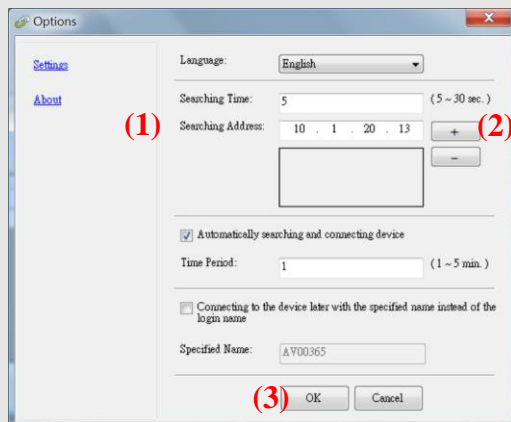 Options
Settings
About
Language: English
Searching Time: 5 (5 ~ 30 sec.)
(1) Searching Address: 10 . 1 . 20 . 13 + (2)
−
Automatically searching and connecting device
Time Period: 1 (1 ~ 5 min.)
Connecting to the device later with the specified name instead of the
login name
Specified Name: AV00365
(3) OK Cancel